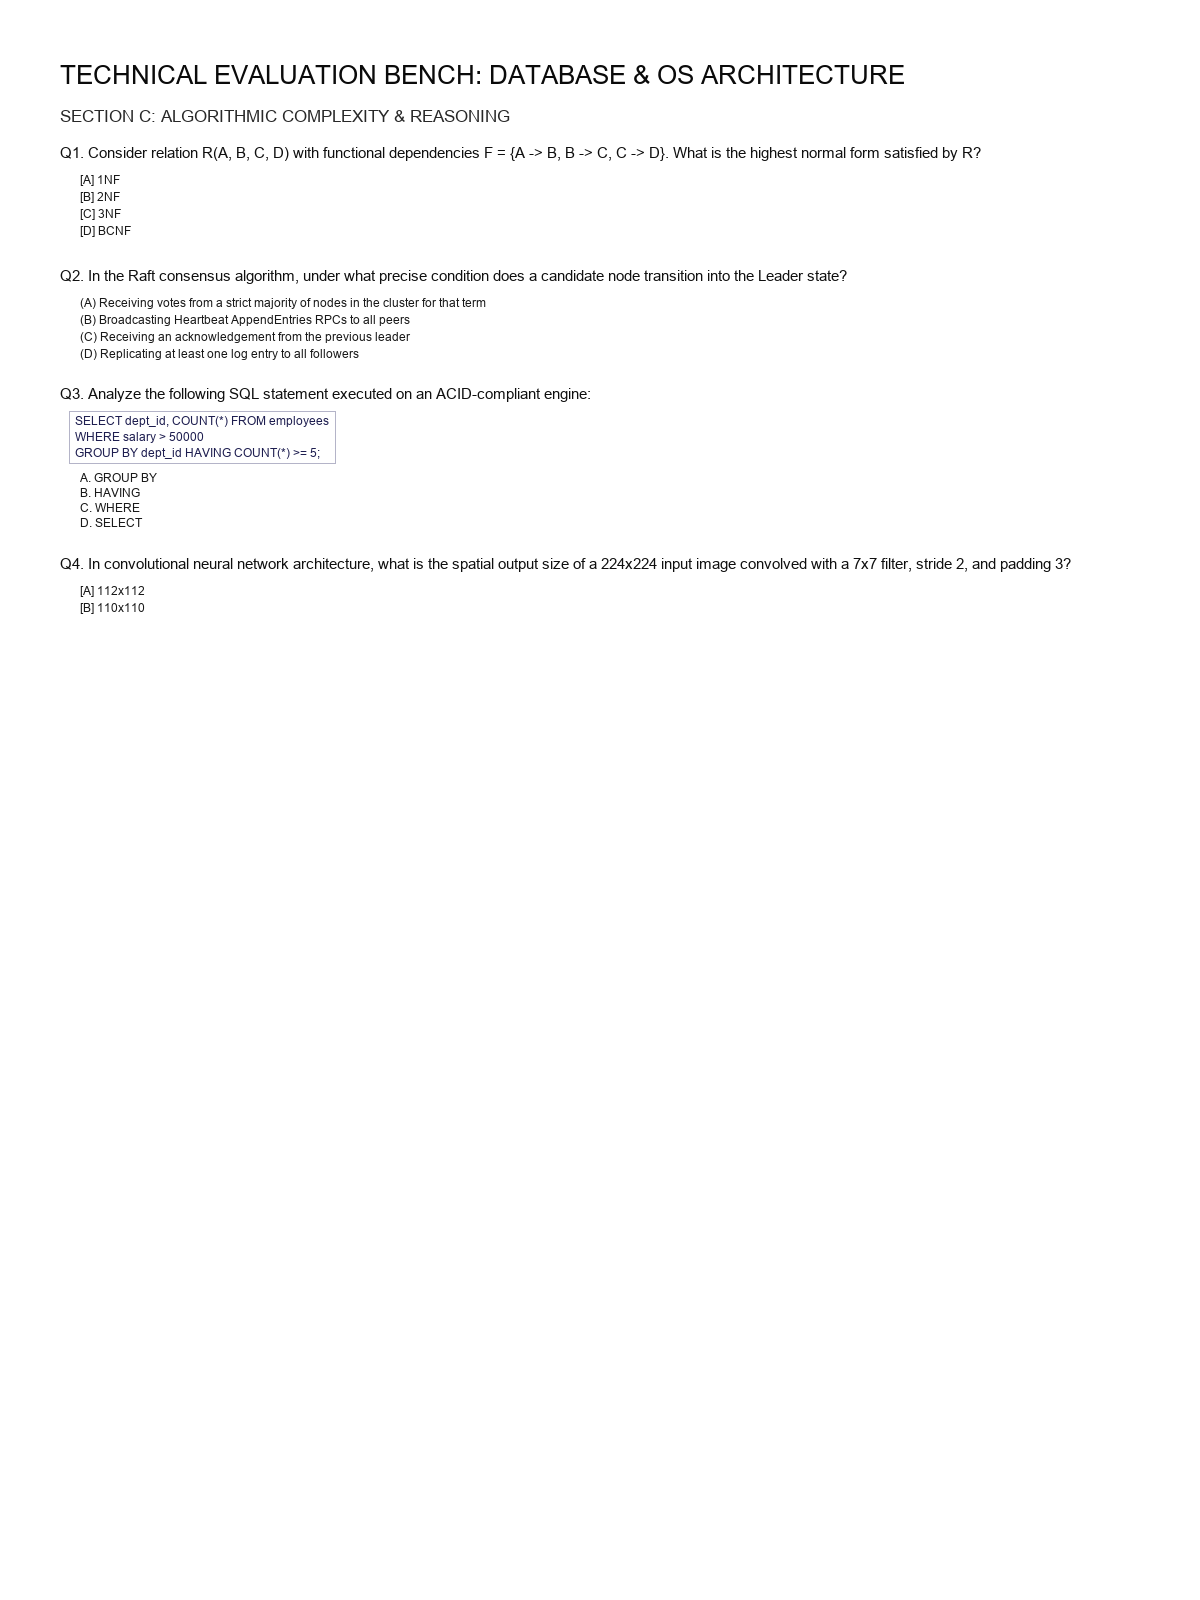 TECHNICAL EVALUATION BENCH: DATABASE & OS ARCHITECTURE
SECTION C: ALGORITHMIC COMPLEXITY & REASONING
Q1. Consider relation R(A, B, C, D) with functional dependencies F = {A -> B, B -> C, C -> D}. What is the highest normal form satisfied by R?
[A] 1NF
[B] 2NF
[C] 3NF
[D] BCNF
Q2. In the Raft consensus algorithm, under what precise condition does a candidate node transition into the Leader state?
(A) Receiving votes from a strict majority of nodes in the cluster for that term
(B) Broadcasting Heartbeat AppendEntries RPCs to all peers
(C) Receiving an acknowledgement from the previous leader
(D) Replicating at least one log entry to all followers
Q3. Analyze the following SQL statement executed on an ACID-compliant engine:
SELECT dept_id, COUNT(*) FROM employees
WHERE salary > 50000
GROUP BY dept_id HAVING COUNT(*) >= 5;
A. GROUP BY
B. HAVING
C. WHERE
D. SELECT
Q4. In convolutional neural network architecture, what is the spatial output size of a 224x224 input image convolved with a 7x7 filter, stride 2, and padding 3?
[A] 112x112
[B] 110x110